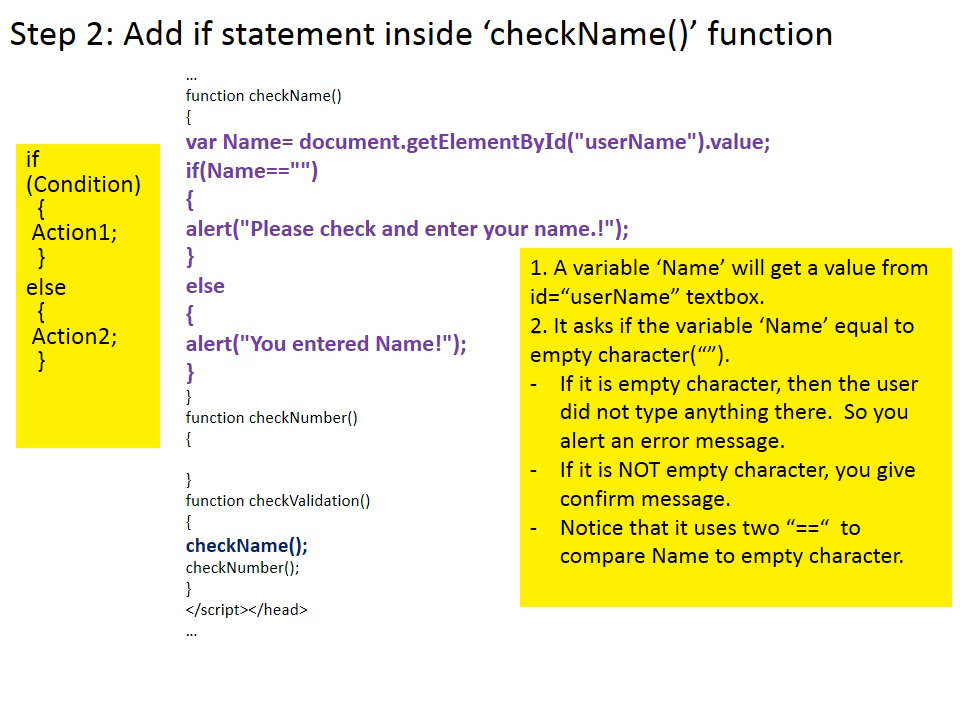 Step 2: Add if statement inside ‘checkName()’ function
if
(Condition)
{
Action1;
}
else
{
Action2;
}
…
function checkName()
{
var Name= document.getElementById("userName").value;
if(Name=="")
{
alert("Please check and enter your name.!");
}
else
{
alert("You entered Name!");
}
}
function checkNumber()
{
}
function checkValidation()
{
checkName();
checkNumber();
}
</script></head>
…
1. A variable ‘Name’ will get a value from
id=“userName” textbox.
2. It asks if the variable ‘Name’ equal to
empty character(“”).
- If it is empty character, then the user
did not type anything there. So you
alert an error message.
- If it is NOT empty character, you give
confirm message.
- Notice that it uses two “==“ to
compare Name to empty character.